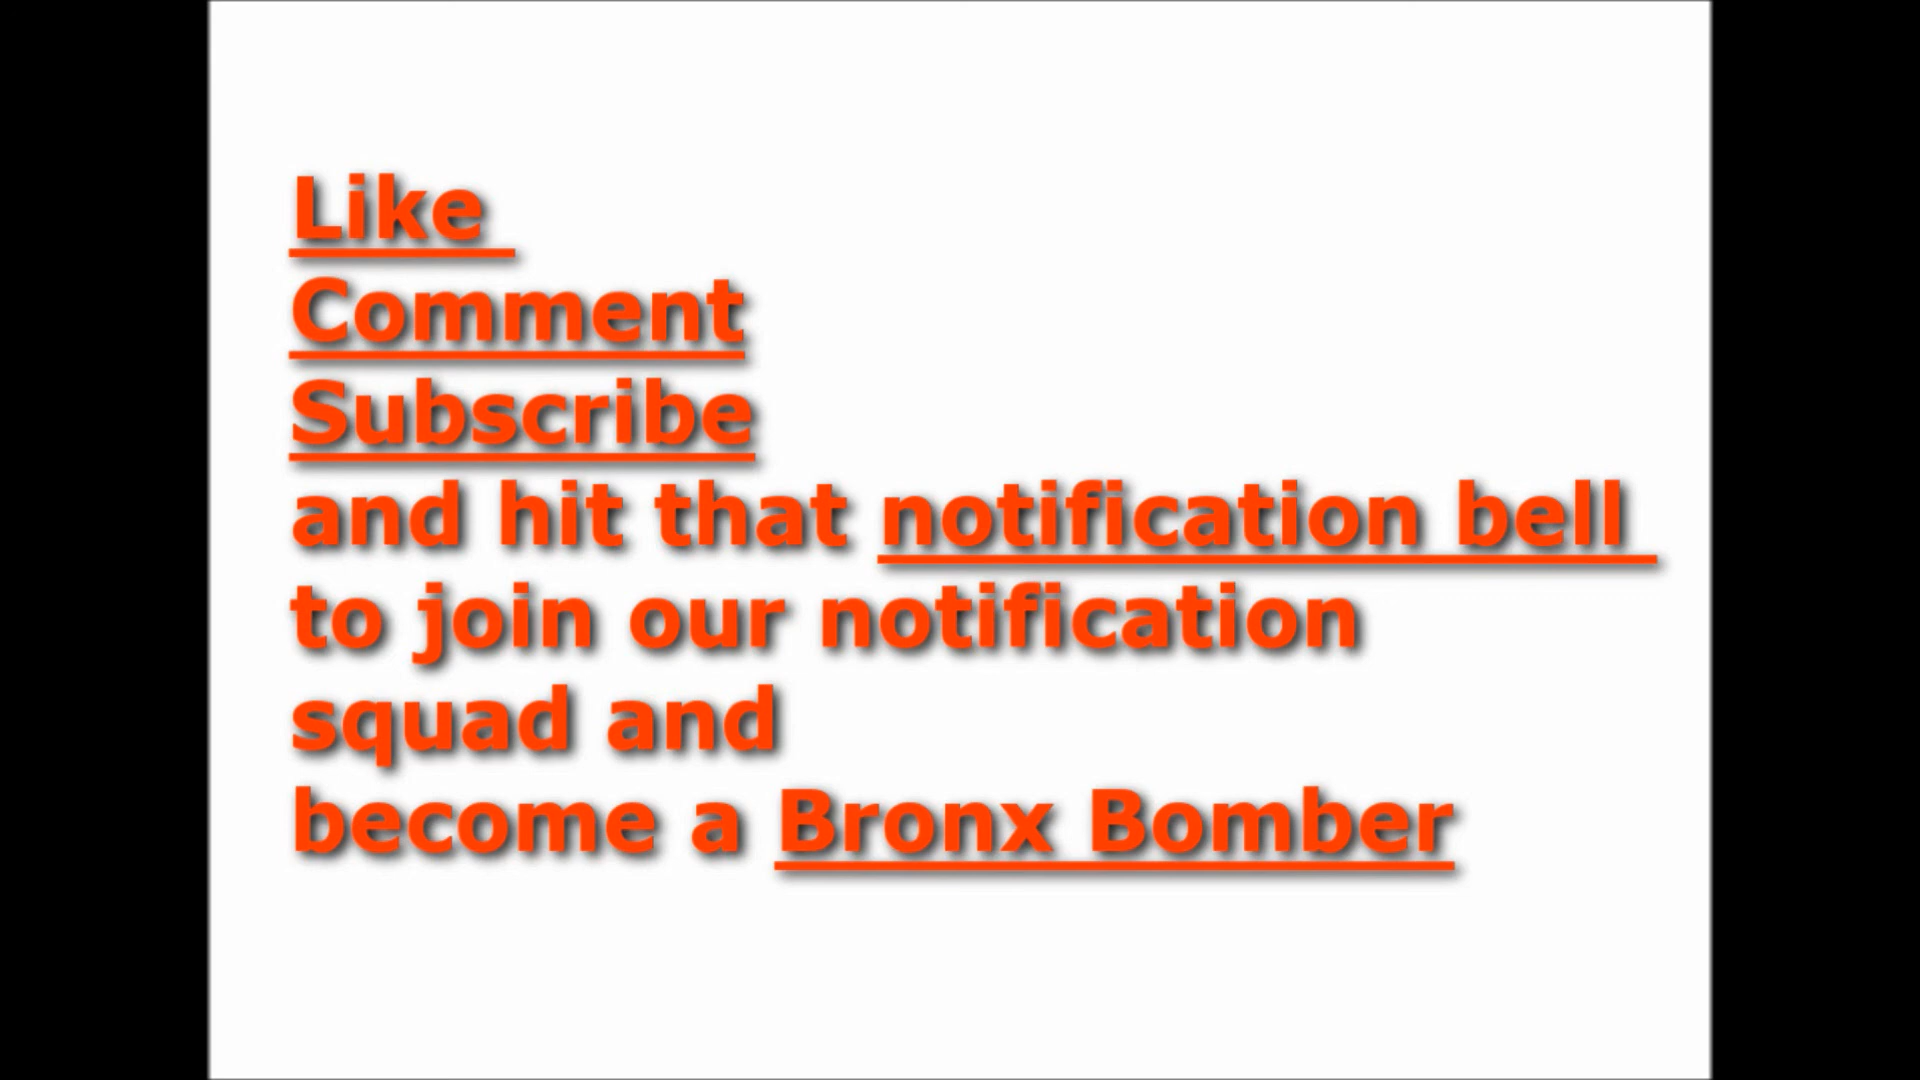 Like
Comment
Subscribe
and hit that notification bell
to join our notification
squad and
become a Bronx Bomber